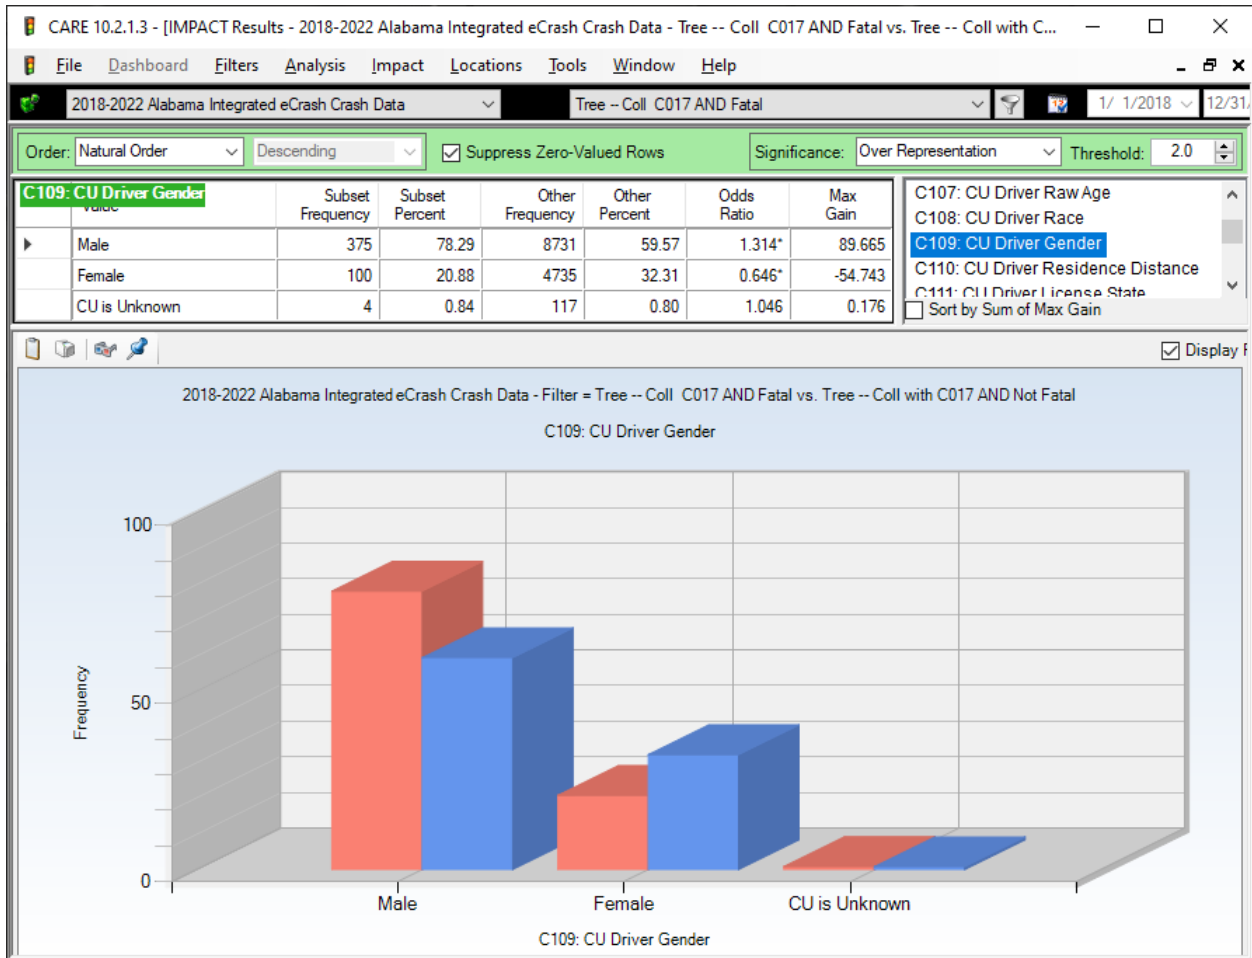 CARE 10.2.1.3 - [IMPACT Results - 2018-2022 Alabama Integrated eCrash Crash Data - Tree -- Coll C017 AND Fatal vs. Tree -- Coll with C...
File Dashboard Filters Analysis Impact Locations Tools Window Help
2018-2022 Alabama Integrated eCrash Crash Data Tree -- Coll C017 AND Fatal 1/ 1/2018 12/31/
Order: Natural Order Descending Suppress Zero-Valued Rows Significance: Over Representation Threshold: 2.0
C109: CU Driver Gender
Subset Frequency Subset Percent Other Frequency Other Percent Odds Ratio Max Gain
Male 375 78.29 8731 59.57 1.314* 89.665
Female 100 20.88 4735 32.31 0.646* -54.743
CU is Unknown 4 0.84 117 0.80 1.046 0.176
C107: CU Driver Raw Age
C108: CU Driver Race
C109: CU Driver Gender
C110: CU Driver Residence Distance
C111: CU Driver License State
Sort by Sum of Max Gain
Display
2018-2022 Alabama Integrated eCrash Crash Data - Filter = Tree -- Coll C017 AND Fatal vs. Tree -- Coll with C017 AND Not Fatal
C109: CU Driver Gender
100
50
0
Frequency
Male Female CU is Unknown
C109: CU Driver Gender